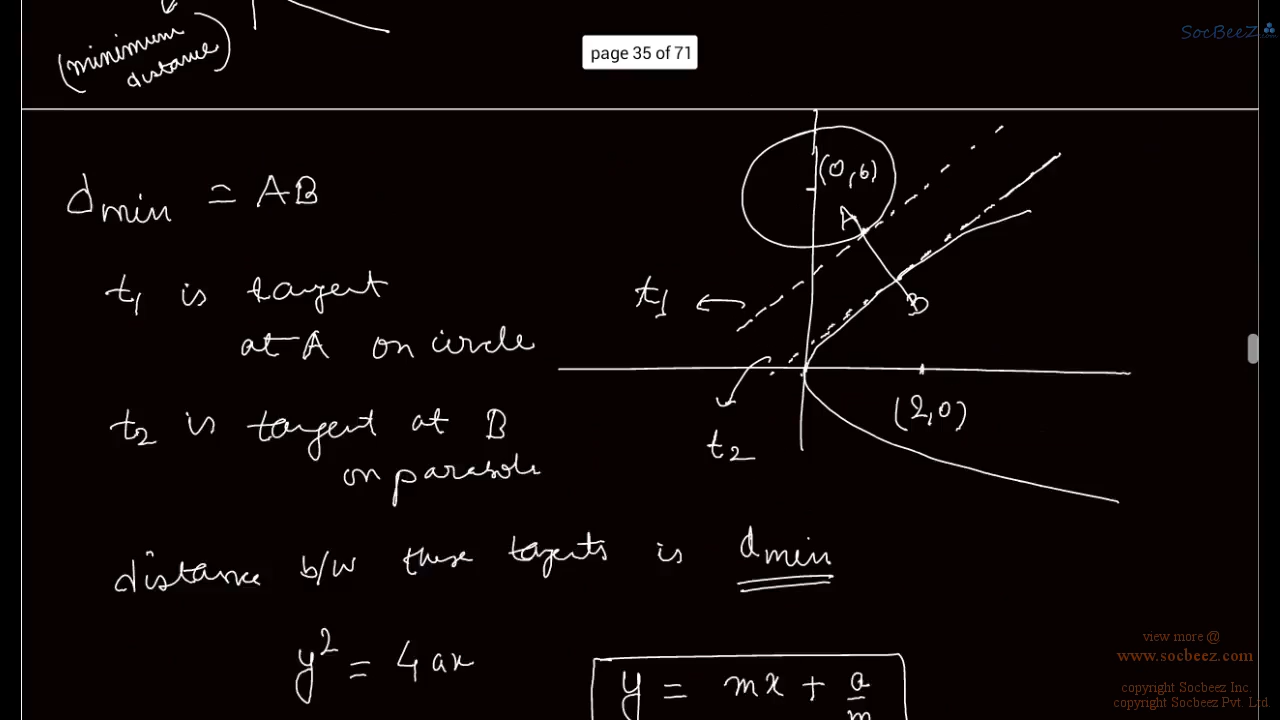 (minimum
distance)
page 35 of 71
SocBeeZ
dmin = AB
t1 is tangent
at A on circle
t2 is tangent at B
on parabola
distance b/w these tagents is dmin
y² = 4ax
y = mx + a/m
(0,6)
A
B
t1
(2,0)
t2
view more @
www.socbeez.com
copyright Socbeez Inc.
copyright Socbeez Pvt. Ltd.